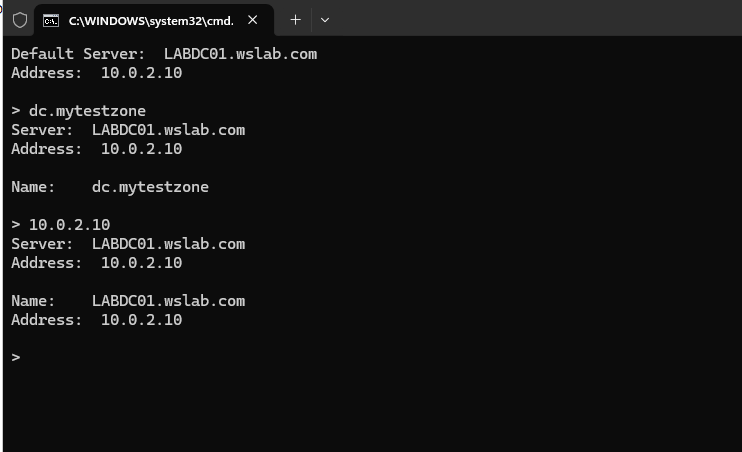 C:\WINDOWS\system32\cmd.
Default Server:  LABDC01.wslab.com
Address:  10.0.2.10
> dc.mytestzone
Server:  LABDC01.wslab.com
Address:  10.0.2.10
Name:    dc.mytestzone
> 10.0.2.10
Server:  LABDC01.wslab.com
Address:  10.0.2.10
Name:    LABDC01.wslab.com
Address:  10.0.2.10
>